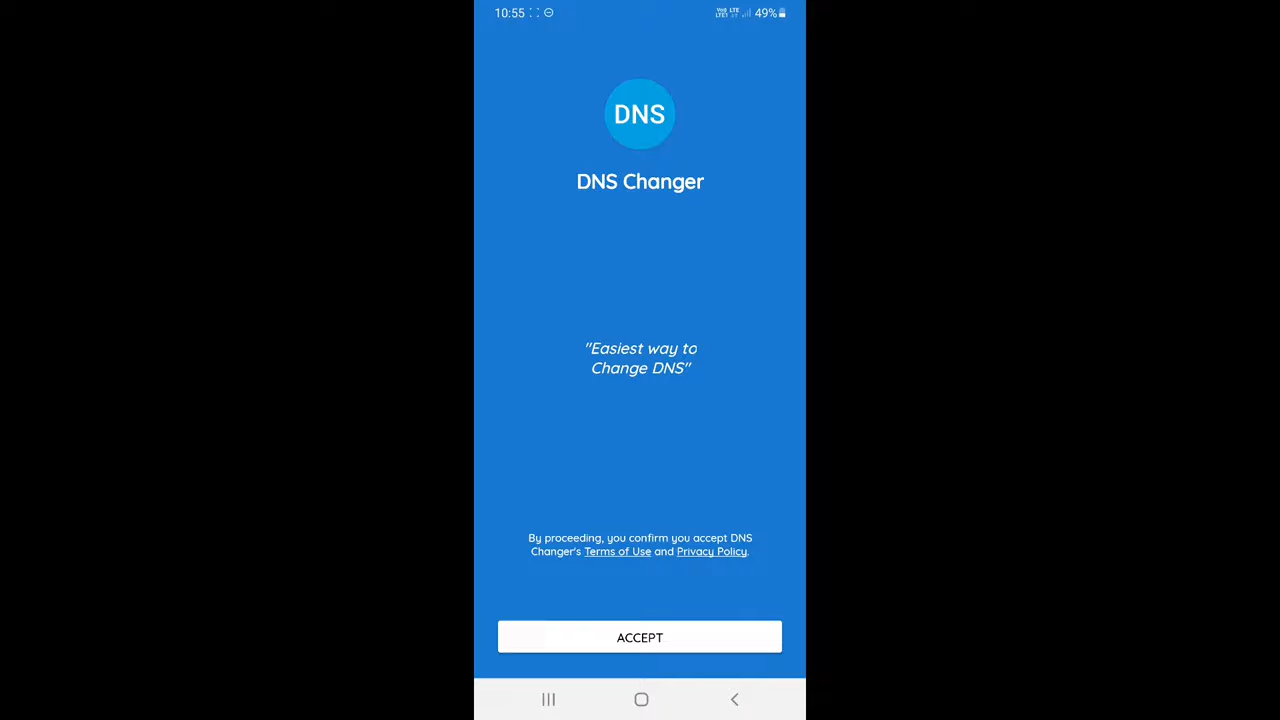 10:55
49%
DNS
DNS Changer
"Easiest way to
Change DNS"
By proceeding, you confirm you accept DNS
Changer's Terms of Use and Privacy Policy.
ACCEPT